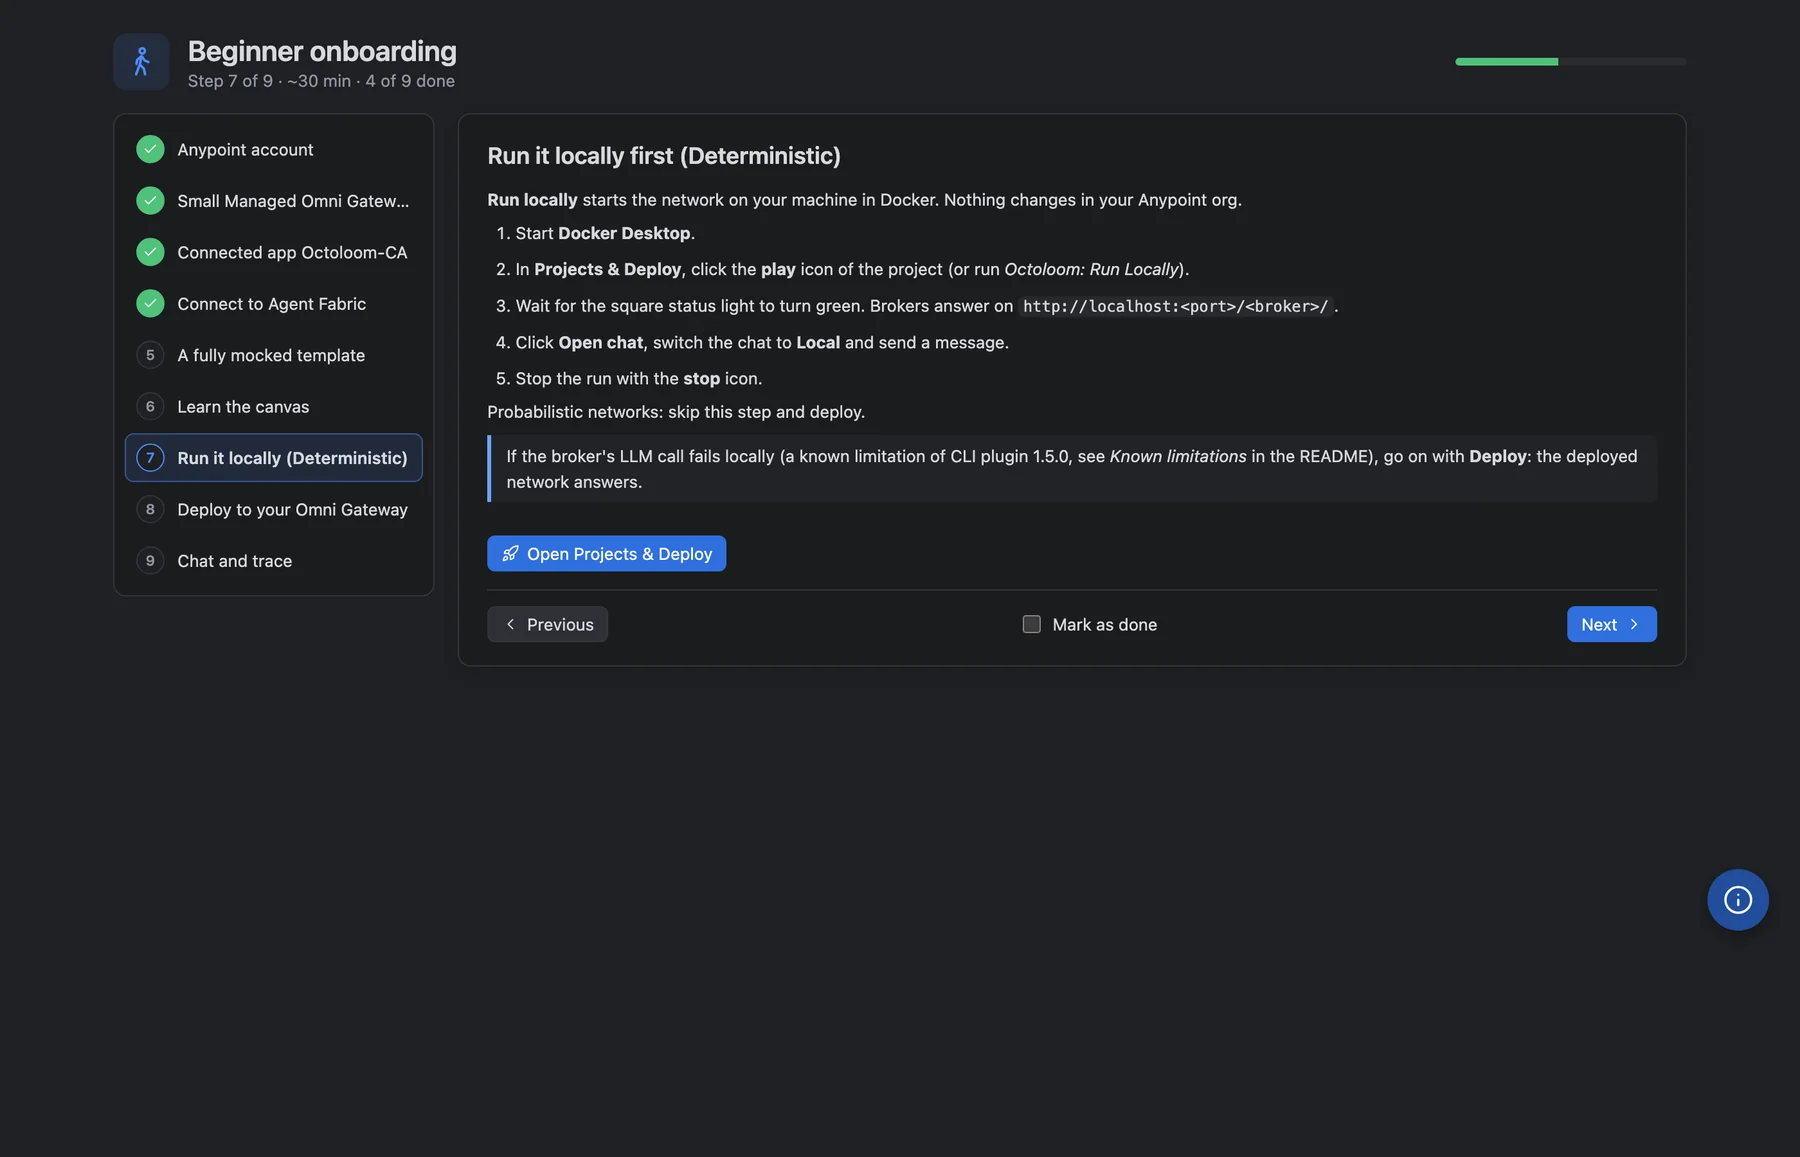 Beginner onboarding
Step 7 of 9 · ~30 min · 4 of 9 done
Anypoint account
Small Managed Omni Gatew...
Connected app Octoloom-CA
Connect to Agent Fabric
5 A fully mocked template
6 Learn the canvas
7 Run it locally (Deterministic)
8 Deploy to your Omni Gateway
9 Chat and trace
Run it locally first (Deterministic)
Run locally starts the network on your machine in Docker. Nothing changes in your Anypoint org.
1. Start Docker Desktop.
2. In Projects & Deploy, click the play icon of the project (or run Octoloom: Run Locally).
3. Wait for the square status light to turn green. Brokers answer on http://localhost:<port>/<broker>/.
4. Click Open chat, switch the chat to Local and send a message.
5. Stop the run with the stop icon.
Probabilistic networks: skip this step and deploy.
If the broker's LLM call fails locally (a known limitation of CLI plugin 1.5.0, see Known limitations in the README), go on with Deploy: the deployed
network answers.
Open Projects & Deploy
Previous
Mark as done
Next